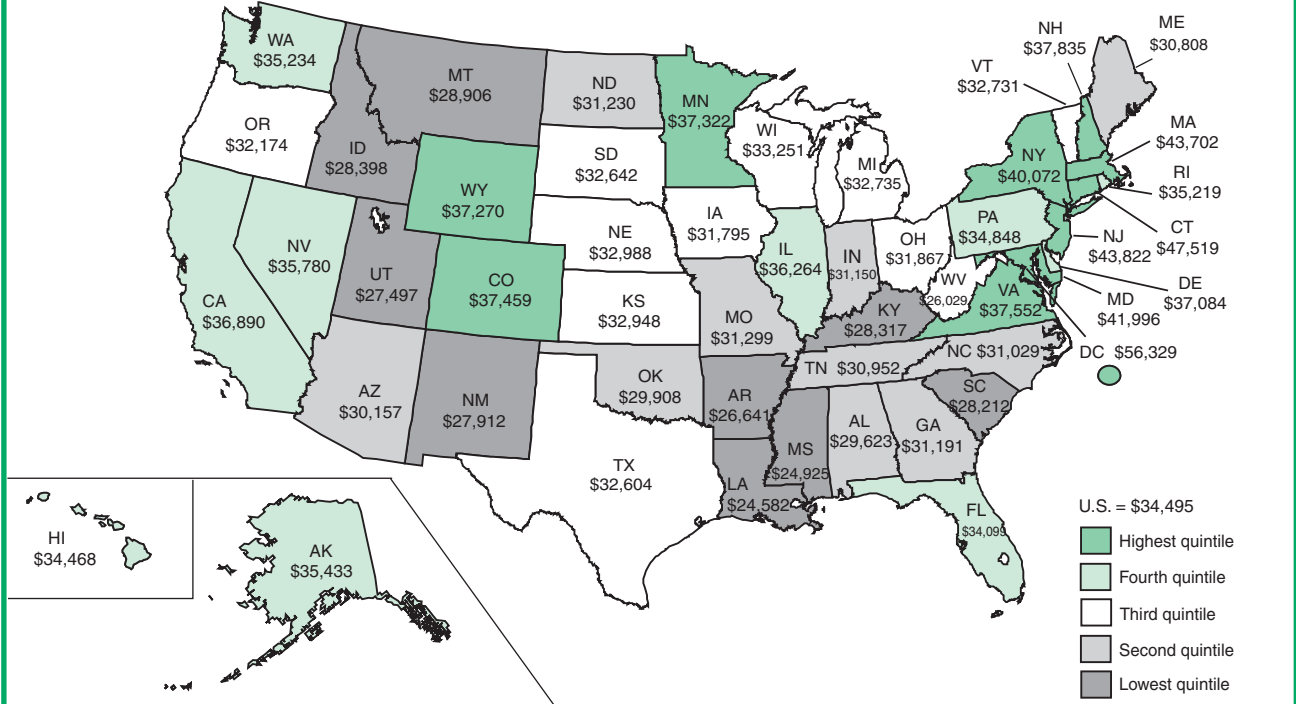 WA
$35,234
OR
$32,174
CA
$36,890
NV
$35,780
ID
$28,398
MT
$28,906
WY
$37,270
UT
$27,497
CO
$37,459
AZ
$30,157
NM
$27,912
ND
$31,230
SD
$32,642
NE
$32,988
KS
$32,948
OK
$29,908
TX
$32,604
MN
$37,322
IA
$31,795
MO
$31,299
AR
$26,641
LA
$24,582
WI
$33,251
IL
$36,264
MI
$32,735
IN
$31,150
OH
$31,867
KY
$28,317
TN $30,952
MS
$24,925
AL
$29,623
GA
$31,191
FL
$34,099
SC
$28,212
NC $31,029
VA
$37,552
WV
$26,029
PA
$34,848
NY
$40,072
VT
$32,731
NH
$37,835
ME
$30,808
MA
$43,702
RI
$35,219
CT
$47,519
NJ
$43,822
DE
$37,084
MD
$41,996
DC $56,329
HI
$34,468
AK
$35,433
U.S. = $34,495
Highest quintile
Fourth quintile
Third quintile
Second quintile
Lowest quintile